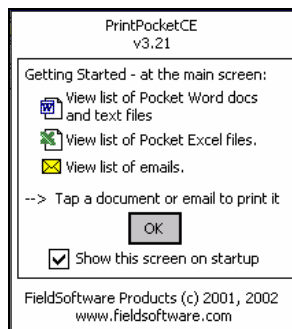 PrintPocketCE
v3.21
Getting Started - at the main screen:
View list of Pocket Word docs
and text files
View list of Pocket Excel files.
View list of emails.
--> Tap a document or email to print it
OK
Show this screen on startup
FieldSoftware Products (c) 2001, 2002
www.fieldsoftware.com